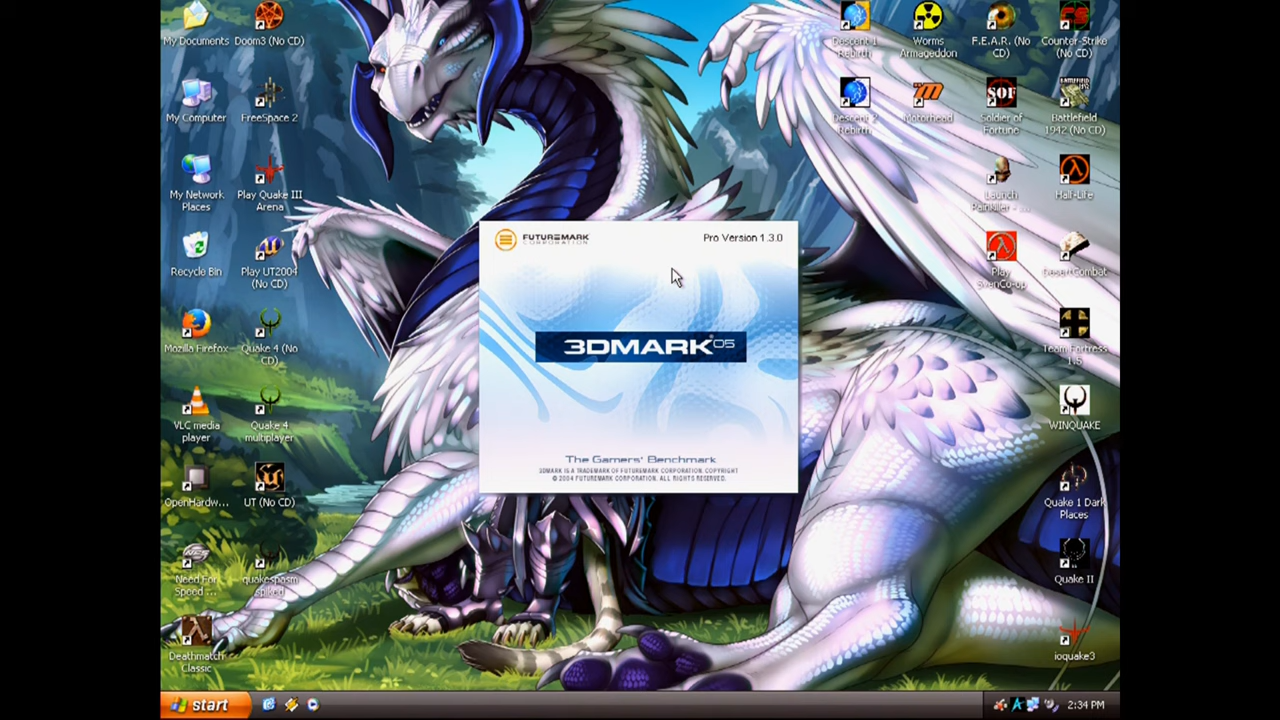 My Documents
Doom3 (No CD)
Descent 1
Rebirth
Worms
Armageddon
F.E.A.R. (No
CD)
Counter-Strike
(No CD)
My Computer
FreeSpace 2
Descent 2
Rebirth
Motorhead
SOF
Soldier of
Fortune
Battlefield
1942 (No CD)
My Network
Places
Play Quake III
Arena
Launch
Painkiller - ...
Half-Life
Recycle Bin
Play UT2004
(No CD)
Play
SvenCo-op
DesertCombat
FUTUREMARK
CORPORATION
Pro Version 1.3.0
3DMARK®05
The Gamers' Benchmark
3DMARK IS A TRADEMARK OF FUTUREMARK CORPORATION. COPYRIGHT
© 2004 FUTUREMARK CORPORATION. ALL RIGHTS RESERVED.
Mozilla Firefox
Quake 4 (No
CD)
Team Fortress
1.5
VLC media
player
Quake 4
multiplayer
WINQUAKE
OpenHardw...
UT (No CD)
Quake 1 Dark
Places
Need For
Speed ...
quakespasm
spiked
Quake II
Deathmatch
Classic
ioquake3
start
2:34 PM